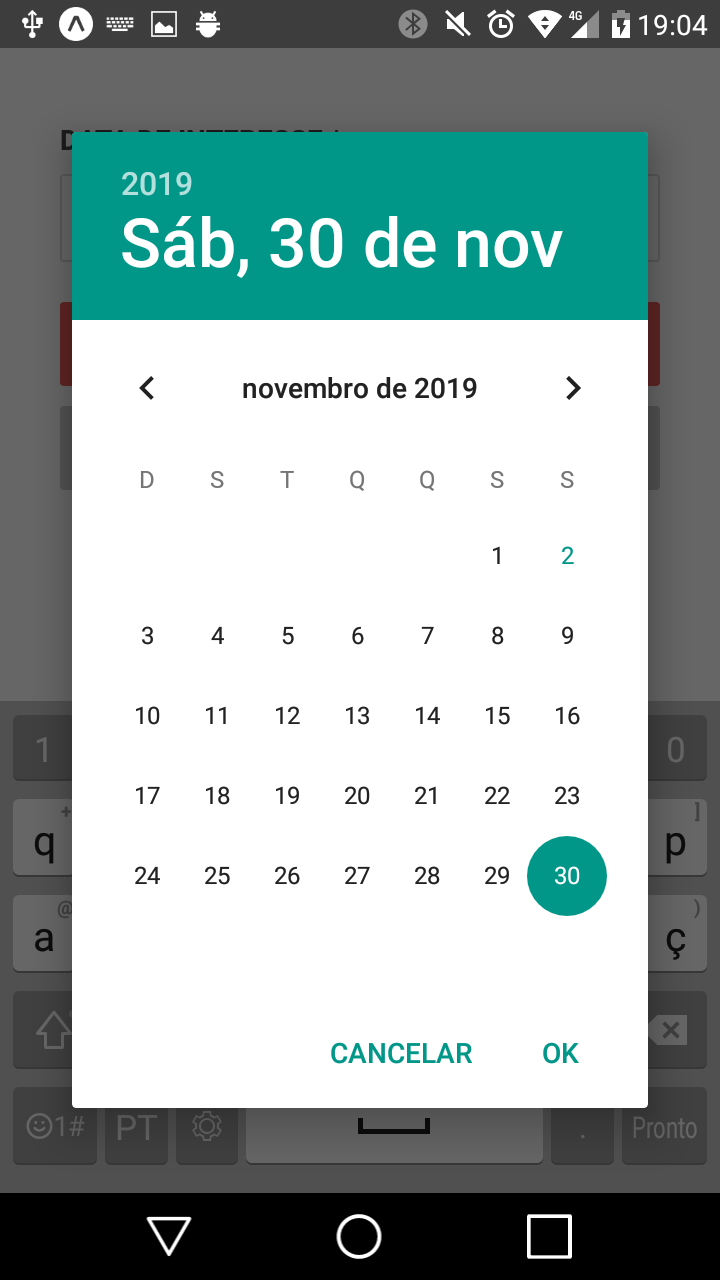 4G 19:04
2019
Sáb, 30 de nov
novembro de 2019
D S T Q Q S S
1 2
3 4 5 6 7 8 9
10 11 12 13 14 15 16
17 18 19 20 21 22 23
24 25 26 27 28 29 30
CANCELAR OK
1 0
+ ]
q p
@ )
a ç
1# PT . Pronto